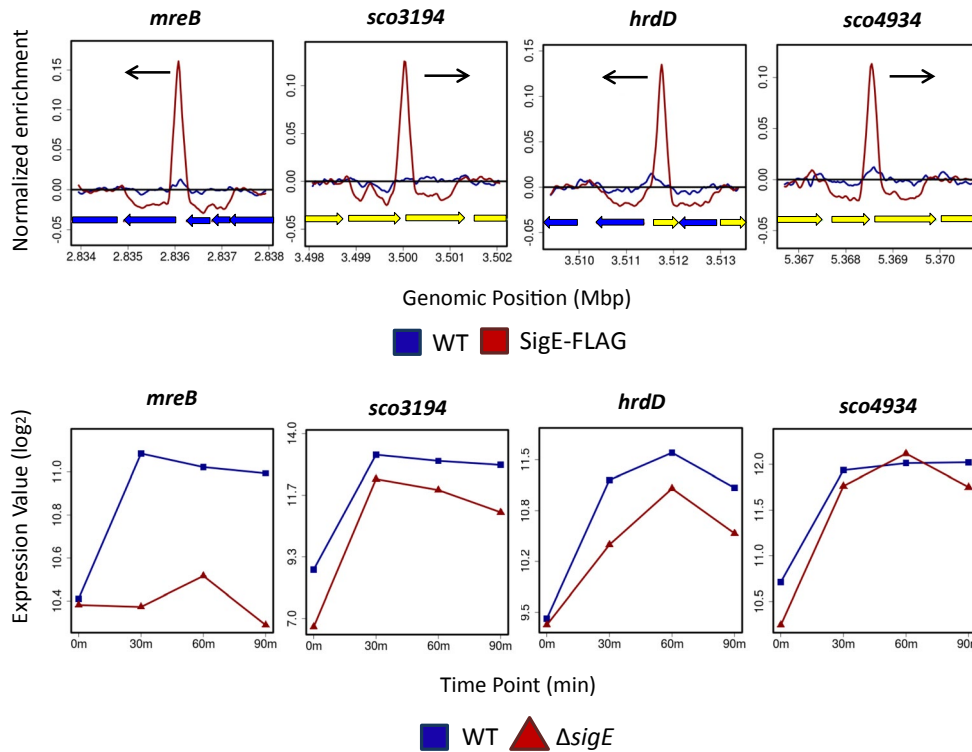 mreB sco3194 hrdD sco4934
Normalized enrichment
0.15 0.10 0.05 0.00 -0.05
2.834 2.835 2.836 2.837 2.838
0.10 0.05 0.00 -0.05
3.498 3.499 3.500 3.501 3.502
0.10 0.05 0.00 -0.05
3.510 3.511 3.512 3.513
0.10 0.05 0.00 -0.05
5.367 5.368 5.369 5.370
Genomic Position (Mbp)
WT SigE-FLAG
mreB sco3194 hrdD sco4934
Expression Value (log2)
11.0 10.8 10.6 10.4
0m 30m 60m 90m
14.0 11.7 9.3 7.0
0m 30m 60m 90m
11.5 10.8 10.2 9.5
0m 30m 60m 90m
12.0 11.5 11.0 10.5
0m 30m 60m 90m
Time Point (min)
WT ΔsigE